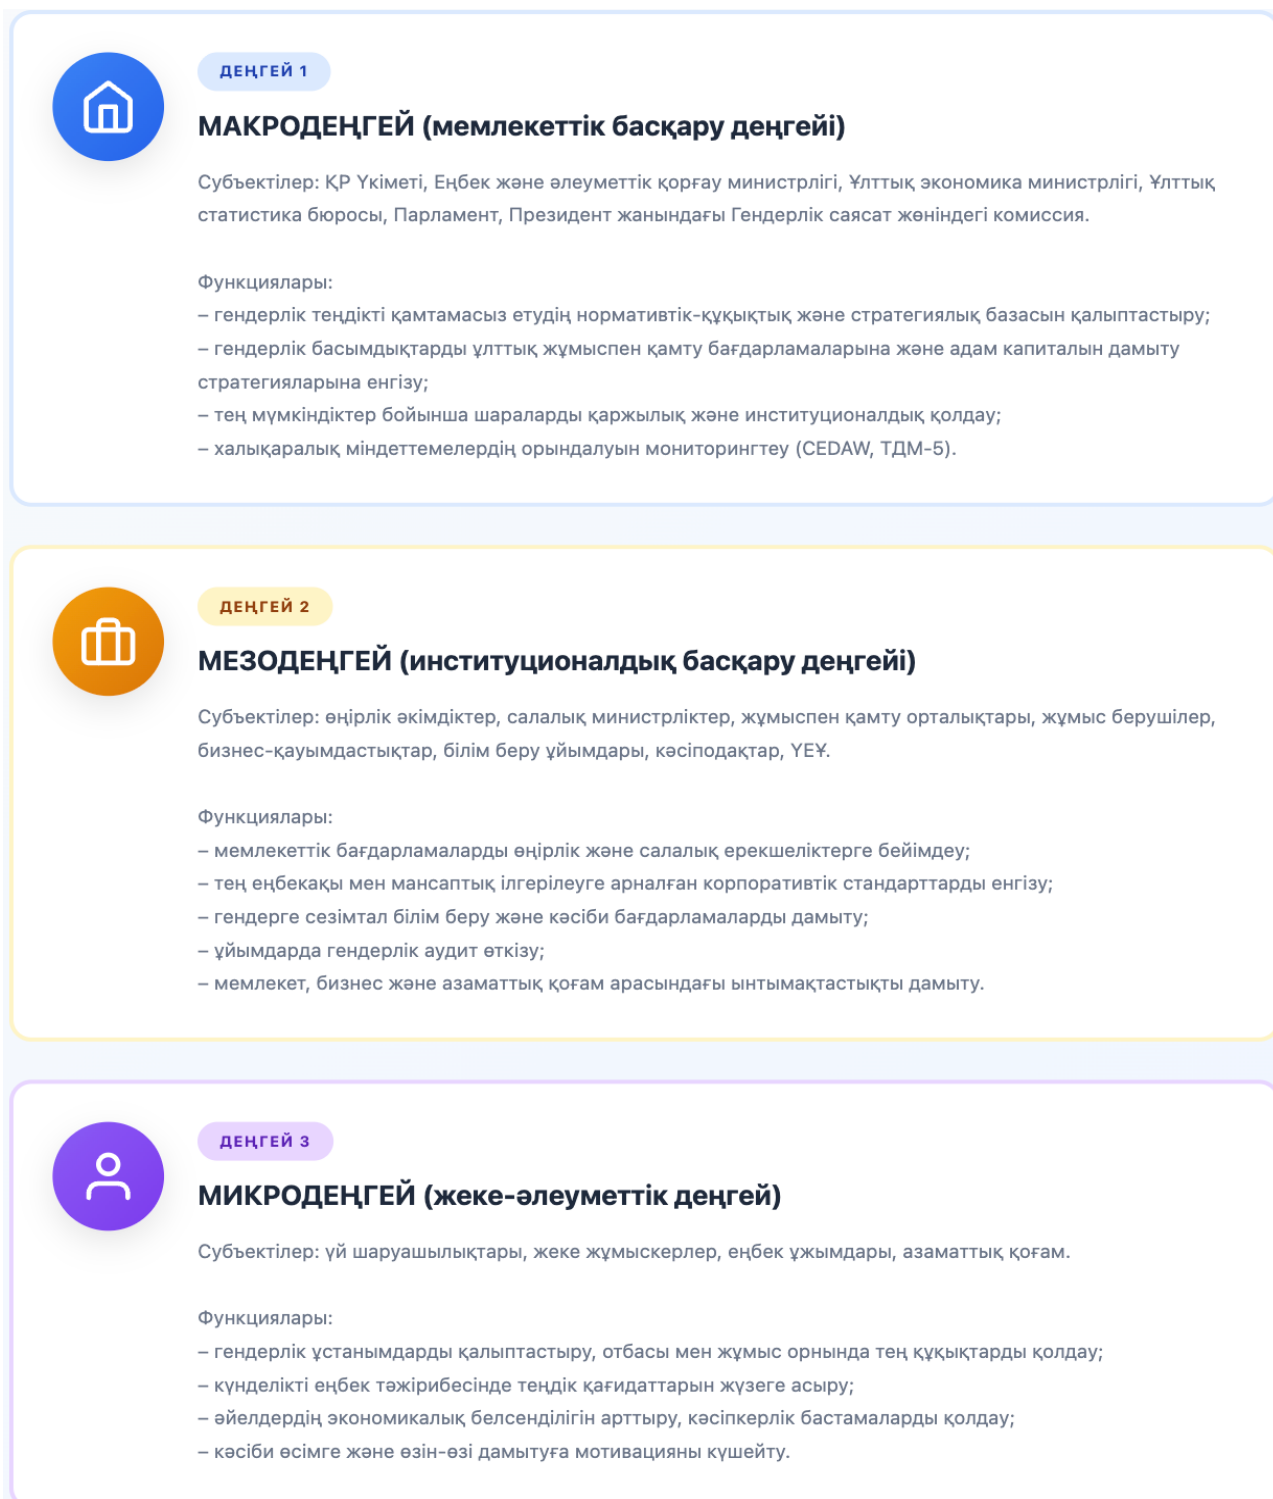 ДЕҢГЕЙ 1
МАКРОДЕҢГЕЙ (мемлекеттік басқару деңгейі)
Субъектілер: ҚР Үкіметі, Еңбек және әлеуметтік қорғау министрлігі, Ұлттық экономика министрлігі, Ұлттық
статистика бюросы, Парламент, Президент жанындағы Гендерлік саясат жөніндегі комиссия.
Функциялары:
– гендерлік теңдікті қамтамасыз етудің нормативтік-құқықтық және стратегиялық базасын қалыптастыру;
– гендерлік басымдықтарды ұлттық жұмыспен қамту бағдарламаларына және адам капиталын дамыту
стратегияларына енгізу;
– тең мүмкіндіктер бойынша шараларды қаржылық және институционалдық қолдау;
– халықаралық міндеттемелердің орындалуын мониторингтеу (CEDAW, ТДМ-5).
ДЕҢГЕЙ 2
МЕЗОДЕҢГЕЙ (институционалдық басқару деңгейі)
Субъектілер: өңірлік әкімдіктер, салалық министрліктер, жұмыспен қамту орталықтары, жұмыс берушілер,
бизнес-қауымдастықтар, білім беру ұйымдары, кәсіподақтар, ҮЕҰ.
Функциялары:
– мемлекеттік бағдарламаларды өңірлік және салалық ерекшеліктерге бейімдеу;
– тең еңбекақы мен мансаптық ілгерілеуге арналған корпоративтік стандарттарды енгізу;
– гендерге сезімтал білім беру және кәсіби бағдарламаларды дамыту;
– ұйымдарда гендерлік аудит өткізу;
– мемлекет, бизнес және азаматтық қоғам арасындағы ынтымақтастықты дамыту.
ДЕҢГЕЙ 3
МИКРОДЕҢГЕЙ (жеке-әлеуметтік деңгей)
Субъектілер: үй шаруашылықтары, жеке жұмыскерлер, еңбек ұжымдары, азаматтық қоғам.
Функциялары:
– гендерлік ұстанымдарды қалыптастыру, отбасы мен жұмыс орнында тең құқықтарды қолдау;
– күнделікті еңбек тәжірибесінде теңдік қағидаттарын жүзеге асыру;
– әйелдердің экономикалық белсенділігін арттыру, кәсіпкерлік бастамаларды қолдау;
– кәсіби өсімге және өзін-өзі дамытуға мотивацияны күшейту.